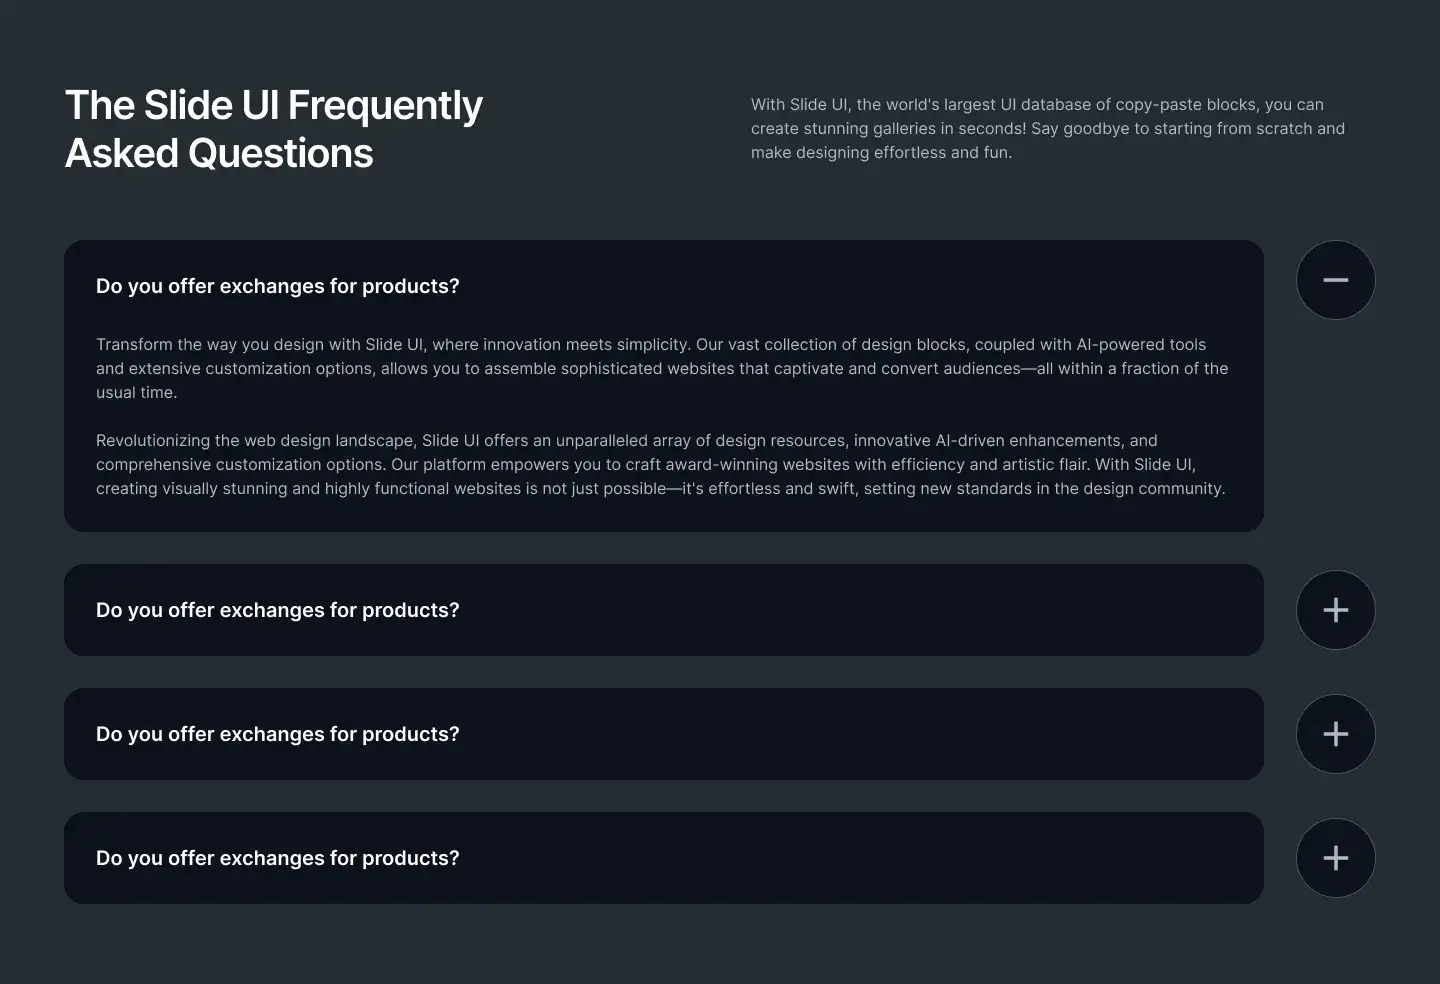 The Slide UI Frequently
Asked Questions
With Slide UI, the world's largest UI database of copy-paste blocks, you can
create stunning galleries in seconds! Say goodbye to starting from scratch and
make designing effortless and fun.
Do you offer exchanges for products?
Transform the way you design with Slide UI, where innovation meets simplicity. Our vast collection of design blocks, coupled with AI-powered tools
and extensive customization options, allows you to assemble sophisticated websites that captivate and convert audiences—all within a fraction of the
usual time.
Revolutionizing the web design landscape, Slide UI offers an unparalleled array of design resources, innovative AI-driven enhancements, and
comprehensive customization options. Our platform empowers you to craft award-winning websites with efficiency and artistic flair. With Slide UI,
creating visually stunning and highly functional websites is not just possible—it's effortless and swift, setting new standards in the design community.
Do you offer exchanges for products?
Do you offer exchanges for products?
Do you offer exchanges for products?